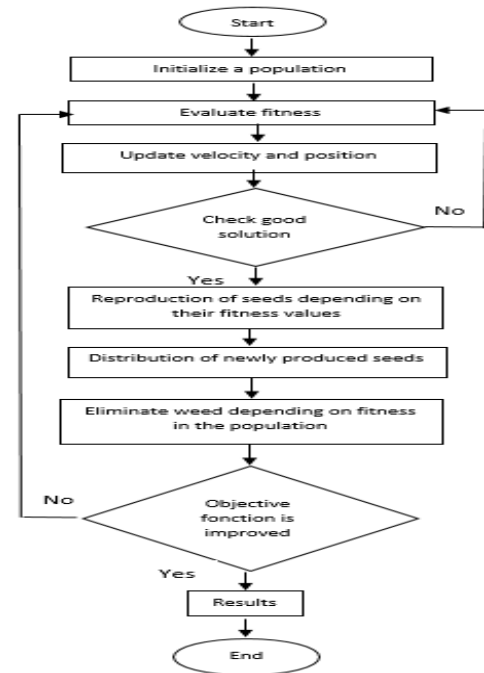 Start
Initialize a population
Evaluate fitness
Update velocity and position
Check good
solution
No
Yes
Reproduction of seeds depending on
their fitness values
Distribution of newly produced seeds
Eliminate weed depending on fitness
in the population
No
Objective
fonction is
improved
Yes
Results
End